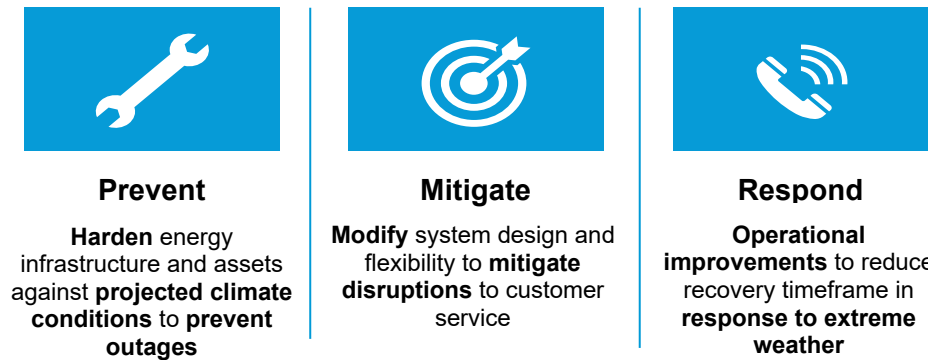 Prevent
Harden energy
infrastructure and assets
against projected climate
conditions to prevent
outages
Mitigate
Modify system design and
flexibility to mitigate
disruptions to customer
service
Respond
Operational
improvements to reduce
recovery timeframe in
response to extreme
weather